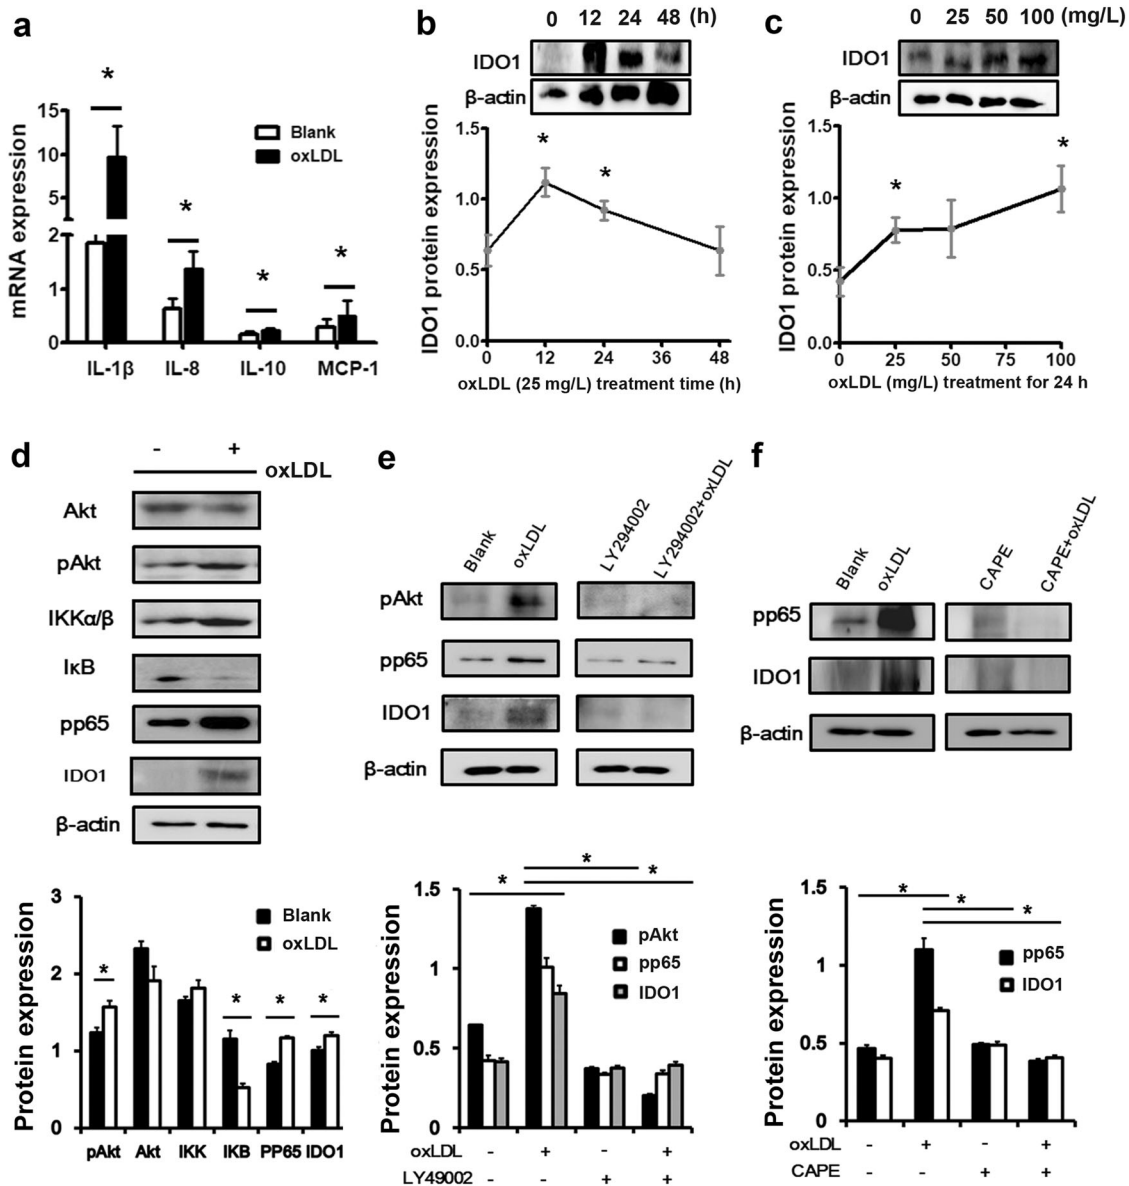 a
*
15
10
5
2
1
0
mRNA expression
Blank
oxLDL
*
*
*
IL-1β IL-8 IL-10 MCP-1
b
0 12 24 48 (h)
IDO1
β-actin
IDO1 protein expression
1.5
1.0
0.5
0.0
*
*
0 12 24 36 48
oxLDL (25 mg/L) treatment time (h)
c
0 25 50 100 (mg/L)
IDO1
β-actin
IDO1 protein expression
1.5
1.0
0.5
0.0
*
*
0 25 50 75 100
oxLDL (mg/L) treatment for 24 h
d
- +
oxLDL
Akt
pAkt
IKKα/β
IκB
pp65
IDO1
β-actin
Protein expression
3
2
1
0
Blank
oxLDL
* * * *
pAkt Akt IKK IKB PP65 IDO1
e
Blank oxLDL LY294002 LY294002+oxLDL
pAkt
pp65
IDO1
β-actin
Protein expression
1.5
1
0.5
0
*
* *
pAkt
pp65
IDO1
oxLDL - + - +
LY49002 - - + +
f
Blank oxLDL CAPE CAPE+oxLDL
pp65
IDO1
β-actin
Protein expression
1.5
1
0.5
0
*
*
*
pp65
IDO1
oxLDL - + - +
CAPE - - + +